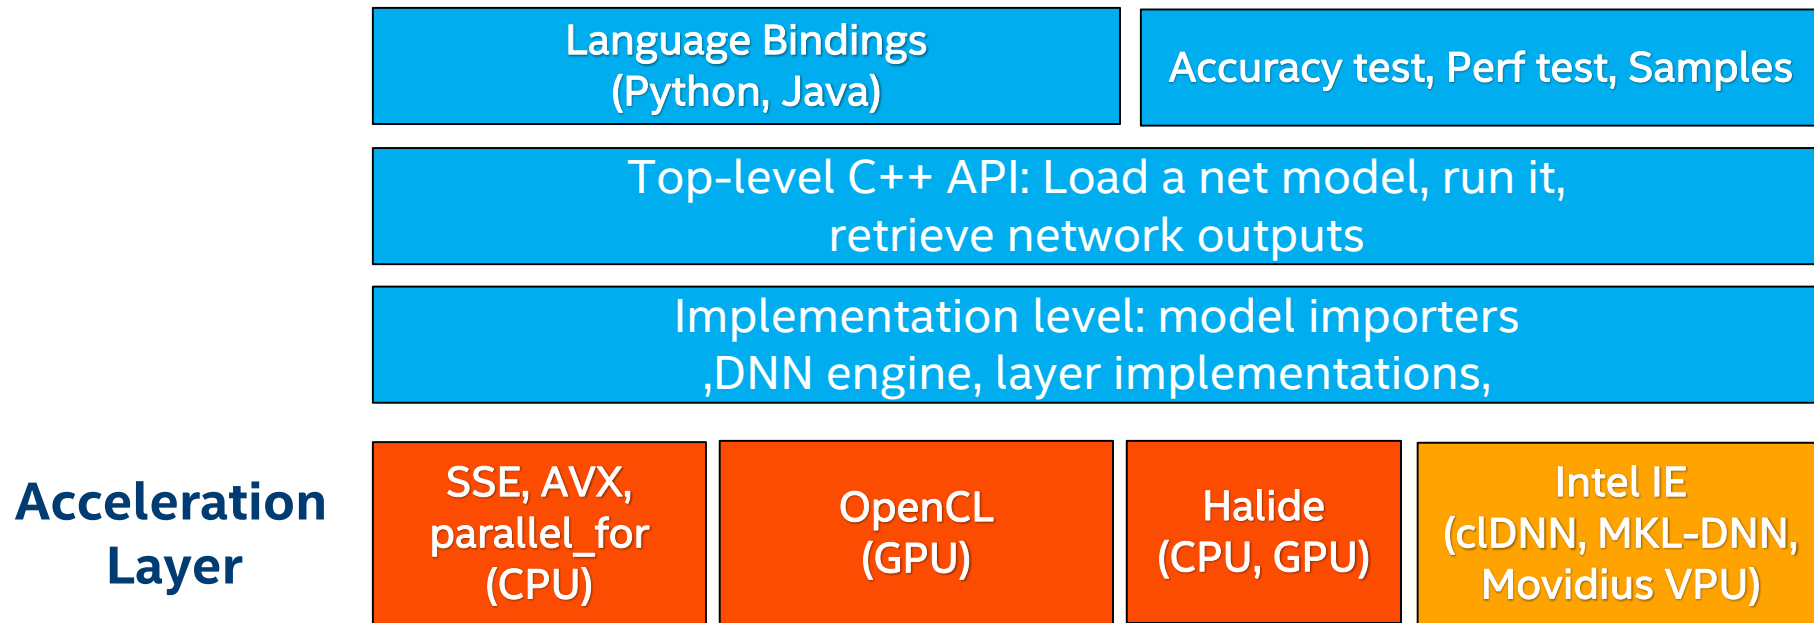 Language Bindings
(Python, Java)
Accuracy test, Perf test, Samples
Top-level C++ API: Load a net model, run it,
retrieve network outputs
Implementation level: model importers
,DNN engine, layer implementations,
Acceleration
Layer
SSE, AVX,
parallel_for
(CPU)
OpenCL
(GPU)
Halide
(CPU, GPU)
Intel IE
(clDNN, MKL-DNN,
Movidius VPU)